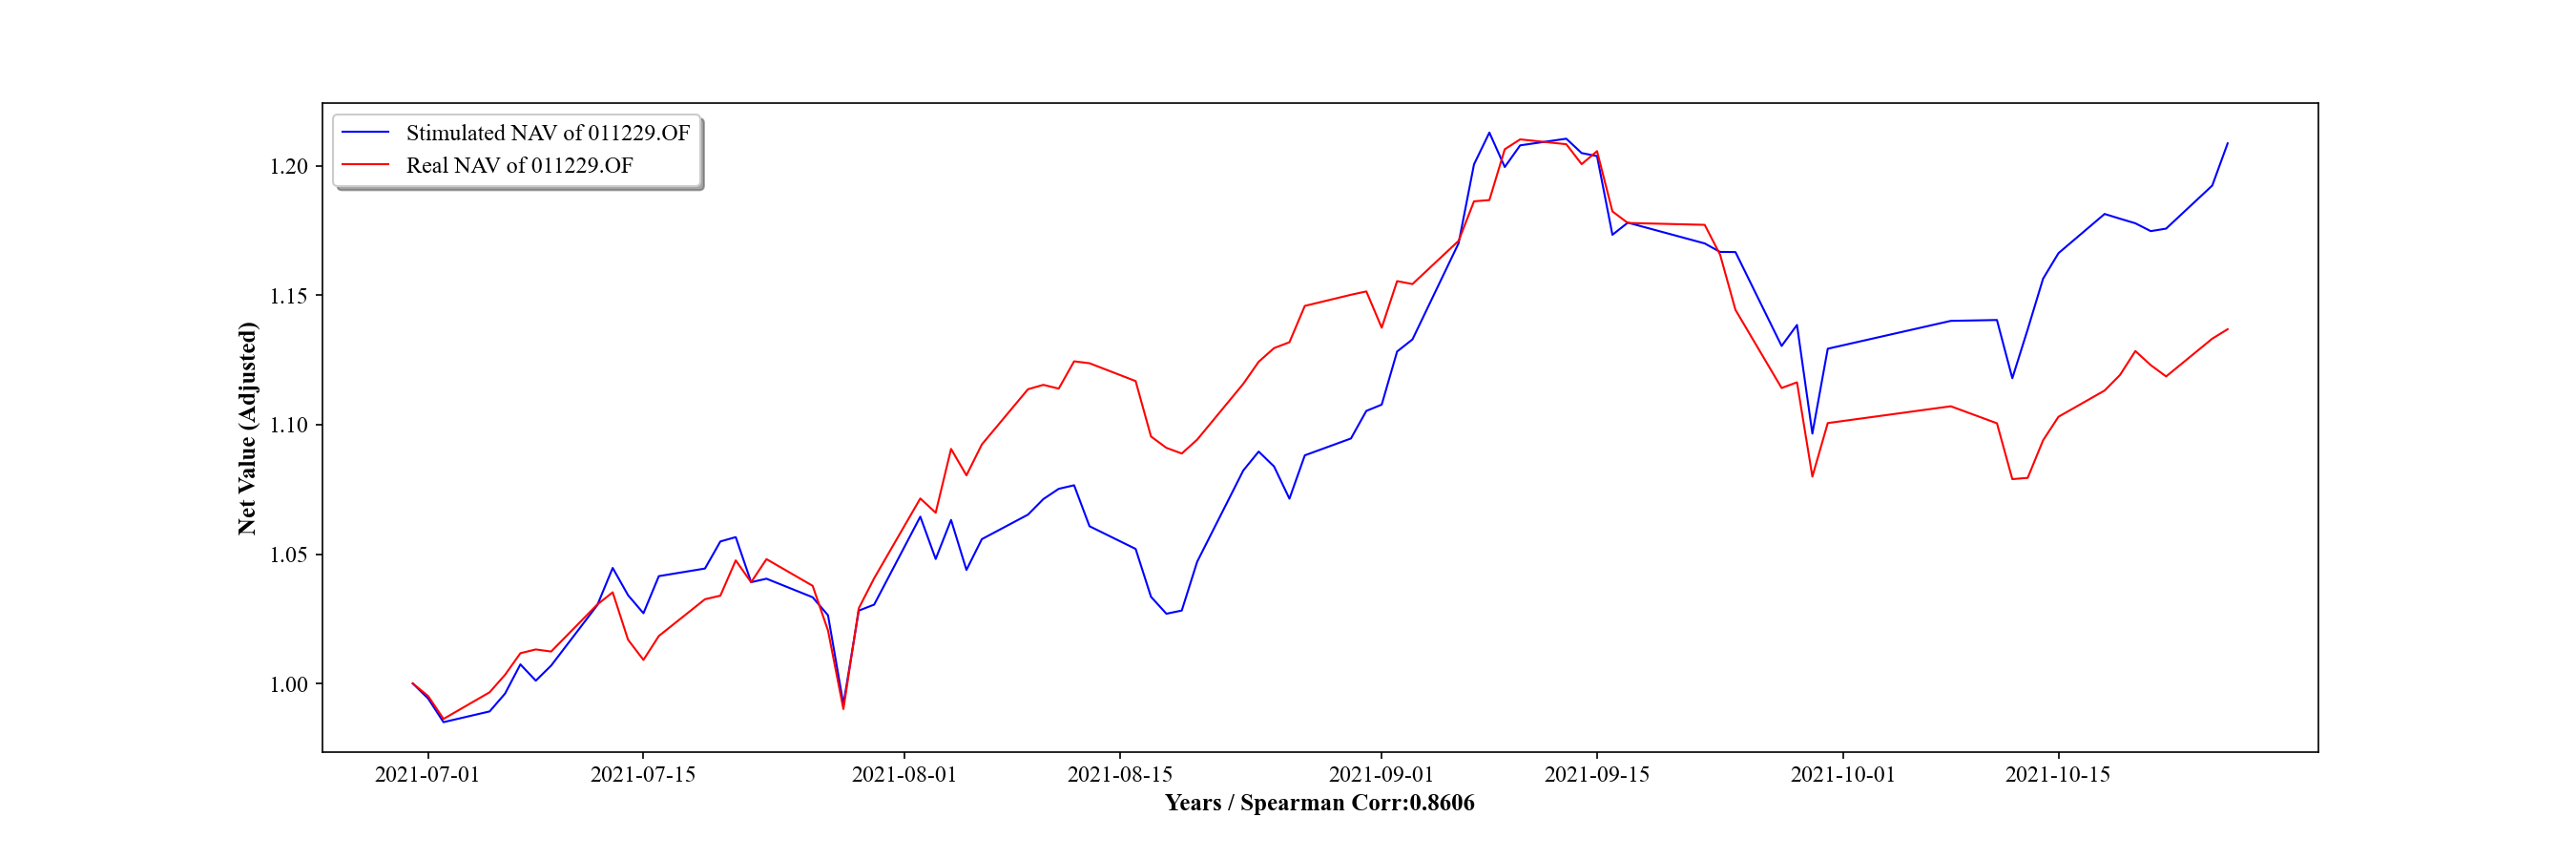 Stimulated NAV of 011229.OF
Real NAV of 011229.OF
Net Value (Adjusted)
1.20
1.15
1.10
1.05
1.00
2021-07-01 2021-07-15 2021-08-01 2021-08-15 2021-09-01 2021-09-15 2021-10-01 2021-10-15
Years / Spearman Corr:0.8606